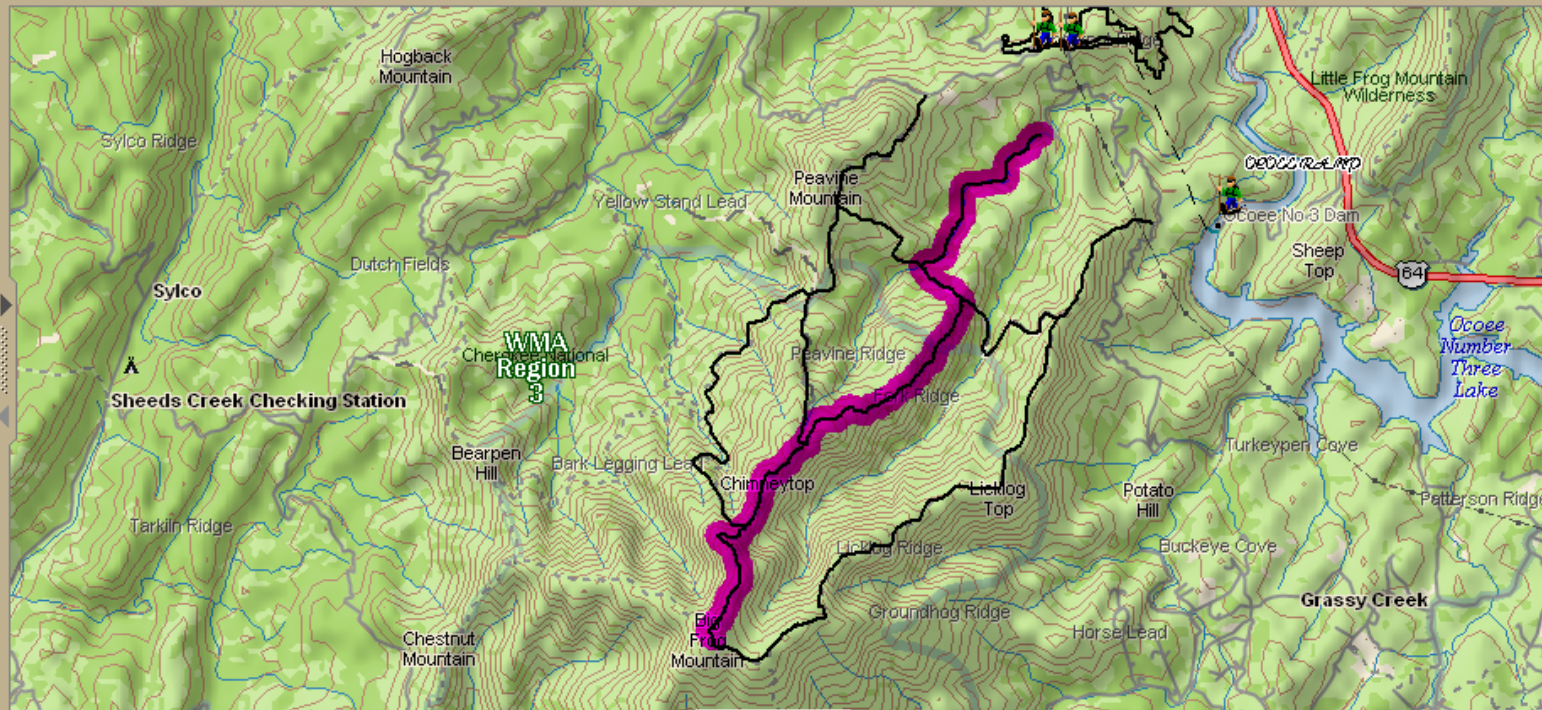 Hogback
Mountain
Little Frog Mountain
Wilderness
Sylco Ridge
OCOEE RAMP
Peavine
Mountain
Yellow Stand Lead
Ocoee No 3 Dam
Sheep
Top
Dutch Fields
64
Sylco
Ocoee
Number
Three
Lake
WMA
Cherokee National
Region
3
Peavine Ridge
Fork Ridge
Sheeds Creek Checking Station
Turkeypen Cove
Bearpen
Hill
Bark Legging Lead
Chimneytop
Licklog
Top
Potato
Hill
Patterson Ridge
Tarkiln Ridge
Licklog Ridge
Buckeye Cove
Grassy Creek
Groundhog Ridge
Big
Frog
Mountain
Horse Lead
Chestnut
Mountain